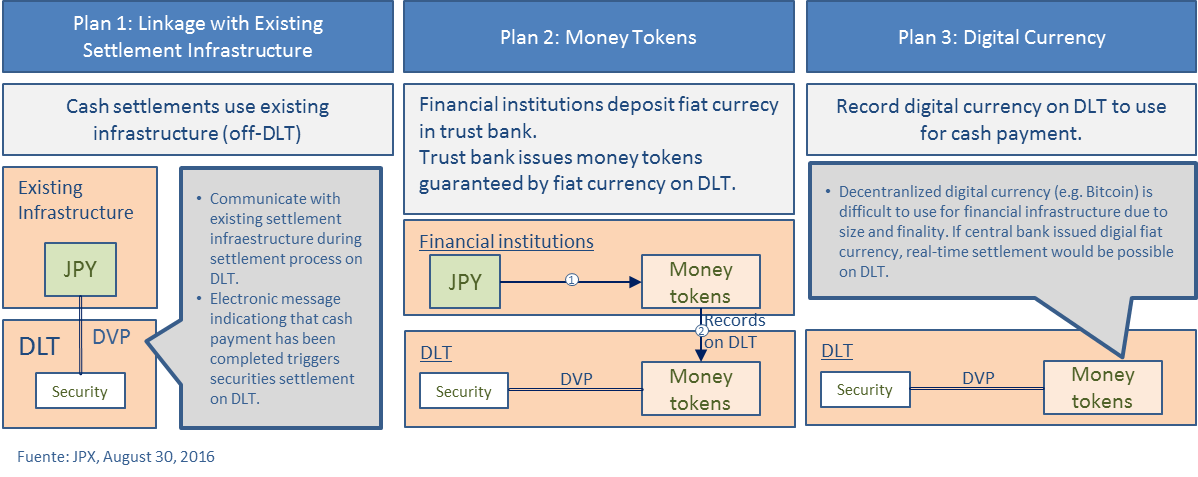 Plan 1: Linkage with Existing
Settlement Infrastructure
Cash settlements use existing
infrastructure (off-DLT)
Existing
Infrastructure
JPY
DLT
DVP
Security
• Communicate with
existing settlement
infraestructure during
settlement process on
DLT.
• Electronic message
indicationg that cash
payment has been
completed triggers
securities settlement
on DLT.
Plan 2: Money Tokens
Financial institutions deposit fiat currecy
in trust bank.
Trust bank issues money tokens
guaranteed by fiat currency on DLT.
Financial institutions
JPY
1
Money
tokens
2
Records
on DLT
DLT
Security
DVP
Money
tokens
Plan 3: Digital Currency
Record digital currency on DLT to use
for cash payment.
• Decentranlized digital currency (e.g. Bitcoin) is
difficult to use for financial infrastructure due to
size and finality. If central bank issued digial fiat
currency, real-time settlement would be possible
on DLT.
DLT
Security
DVP
Money
tokens
Fuente: JPX, August 30, 2016